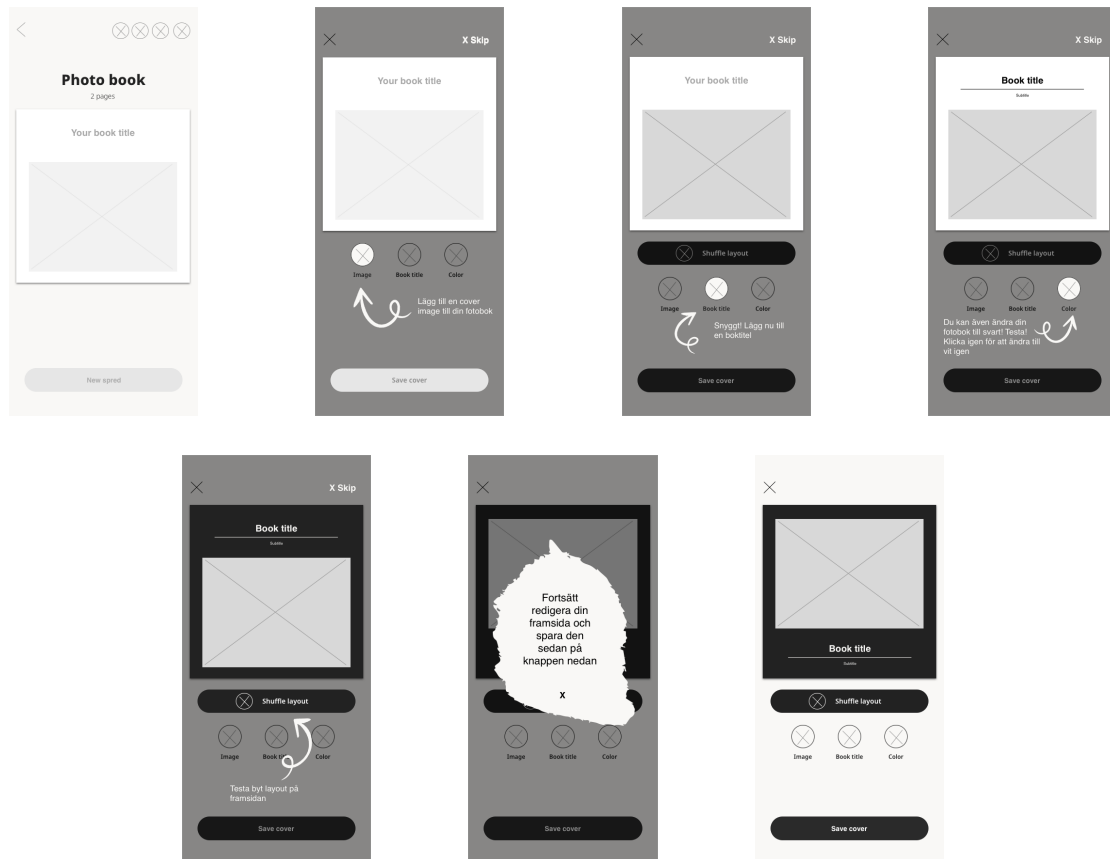 Photo book
2 pages
Your book title
New spred
X Skip
Your book title
Image
Book title
Color
Lägg till en cover
image till din fotobok
Save cover
X Skip
Your book title
Shuffle layout
Image
Book title
Color
Snyggt! Lägg nu till
en boktitel
Save cover
X Skip
Book title
Subtitle
Shuffle layout
Image
Book title
Color
Du kan även ändra din
fotobok till svart! Testa!
Klicka igen för att ändra till
vit igen
Save cover
X Skip
Book title
Subtitle
Shuffle layout
Image
Book
Color
Testa byt layout på
framsidan
Save cover
Fortsätt
redigera din
framsida och
spara den
sedan på
knappen nedan
X
Image
Book title
Color
Save cover
Book title
Subtitle
Shuffle layout
Image
Book title
Color
Save cover